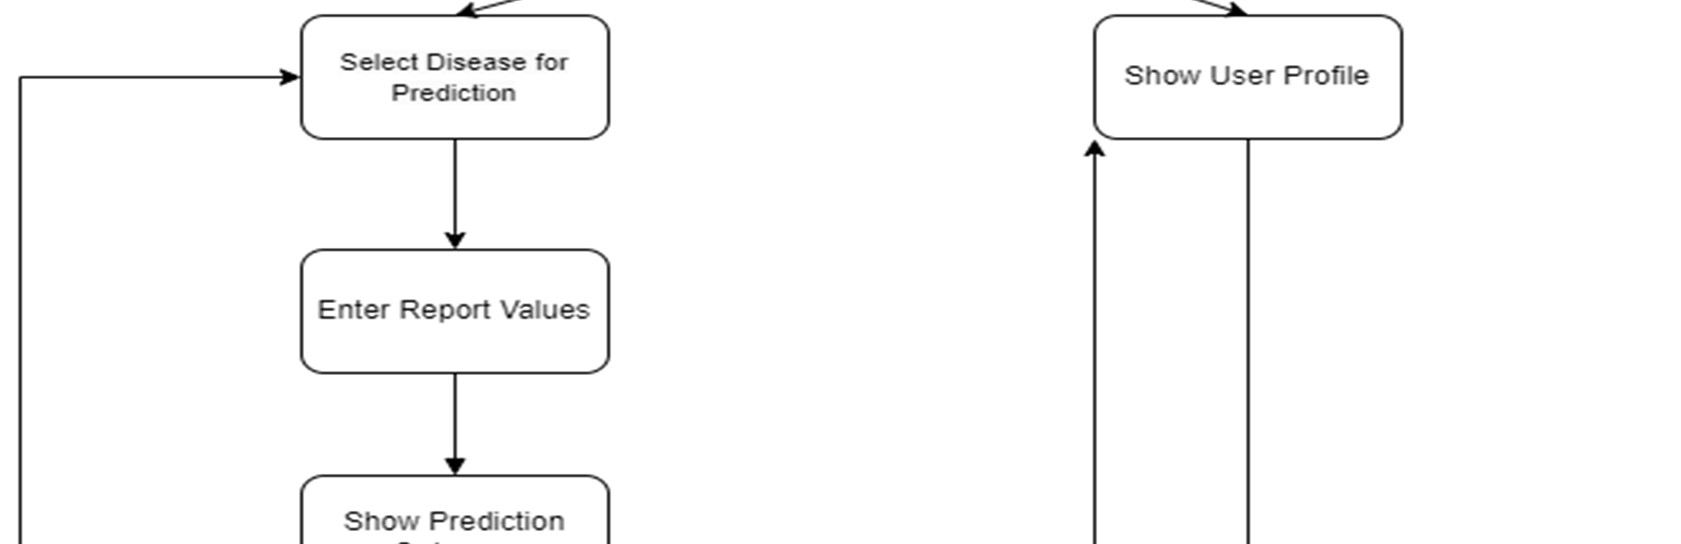 Select Disease for
Prediction
Show User Profile
Enter Report Values
Show Prediction